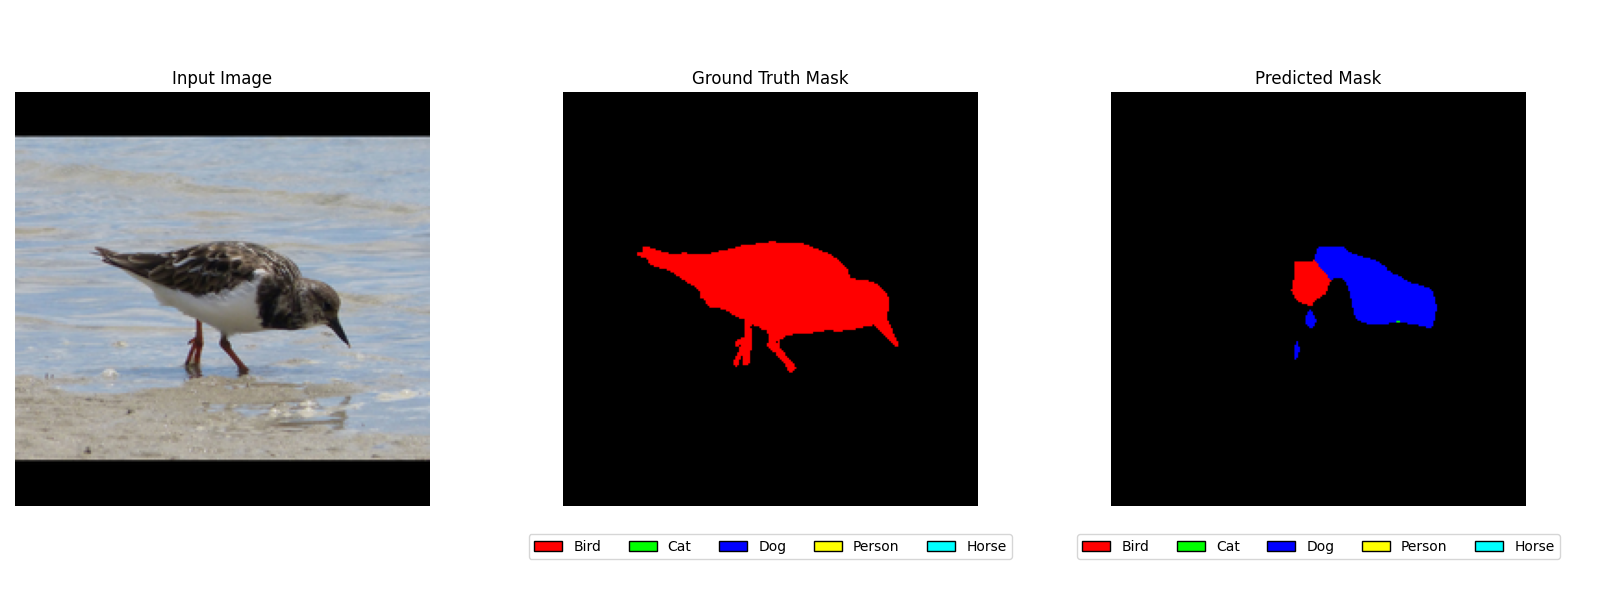 Input Image
Ground Truth Mask
Predicted Mask
Bird Cat Dog Person Horse
Bird Cat Dog Person Horse